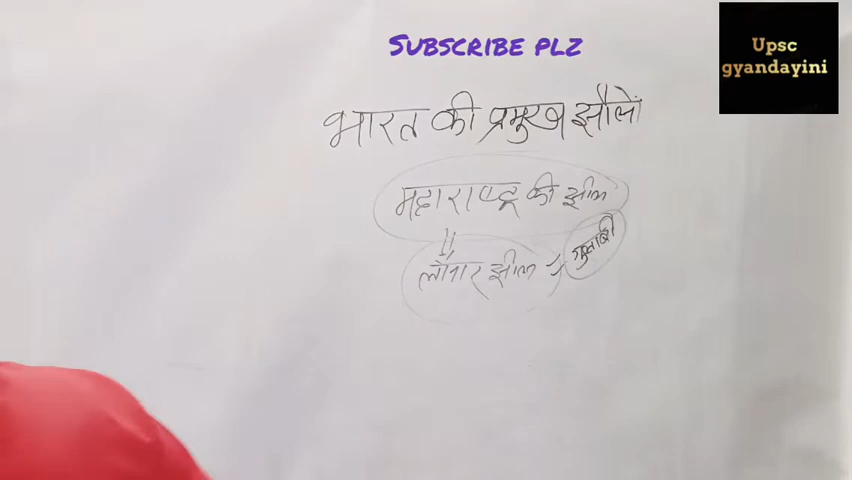 SUBSCRIBE PLZ
Upsc
gyandayini
भारत की प्रमुख झीलों
महाराष्ट्र की झील
लोनार झील
गुलाबी